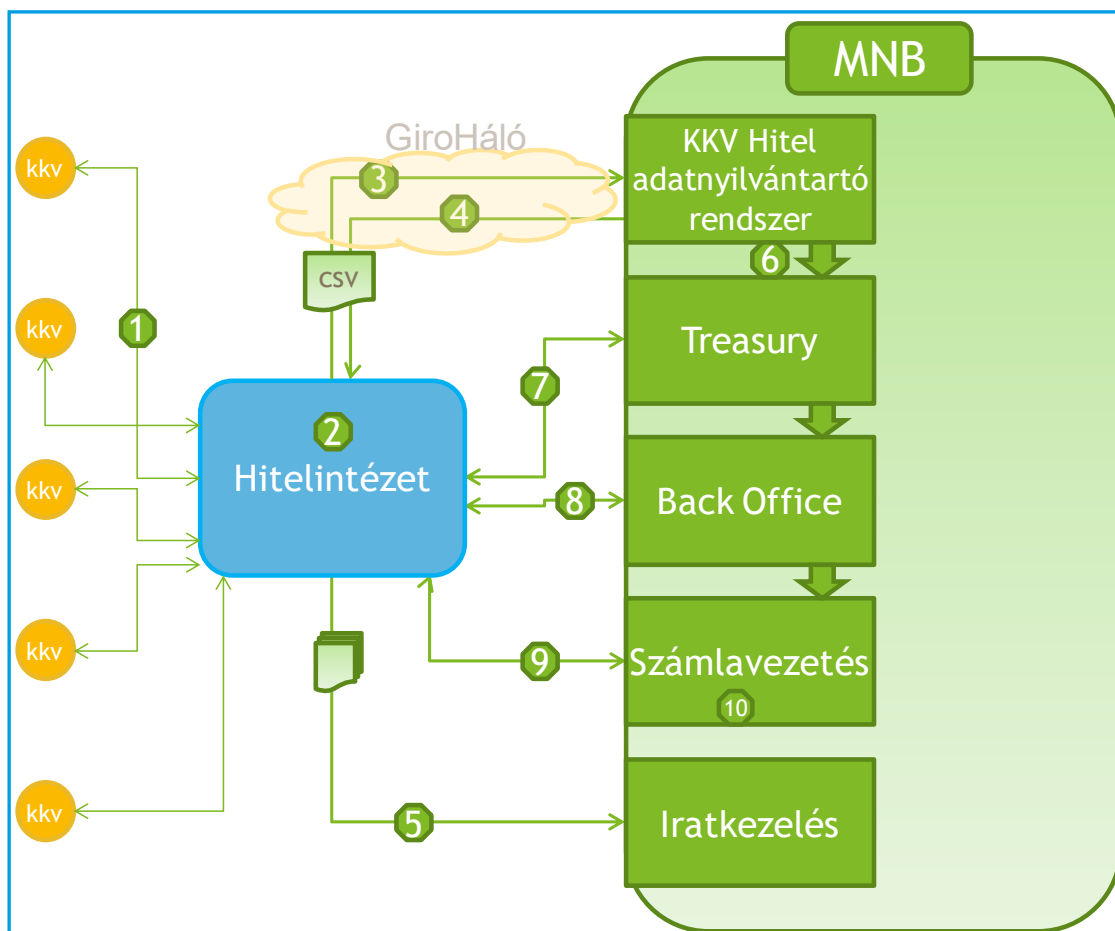 MNB
GiroHáló
kkv
3
KKV Hitel
adatnyilvántartó
rendszer
4
6
CSV
kkv
1
Treasury
7
2
Hitelintézet
kkv
8
Back Office
kkv
9
Számlavezetés
10
kkv
5
Iratkezelés